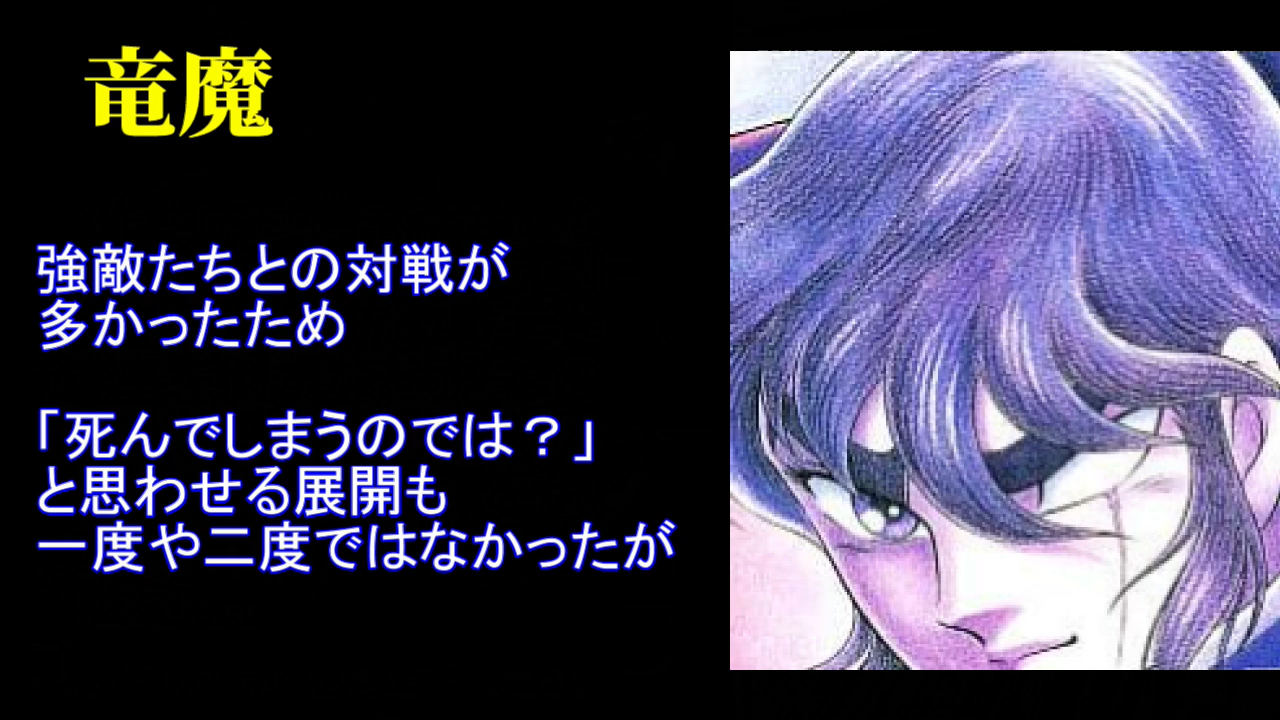 竜魔
強敵たちとの対戦が
多かったため
「死んでしまうのでは？」
と思わせる展開も
一度や二度ではなかったが